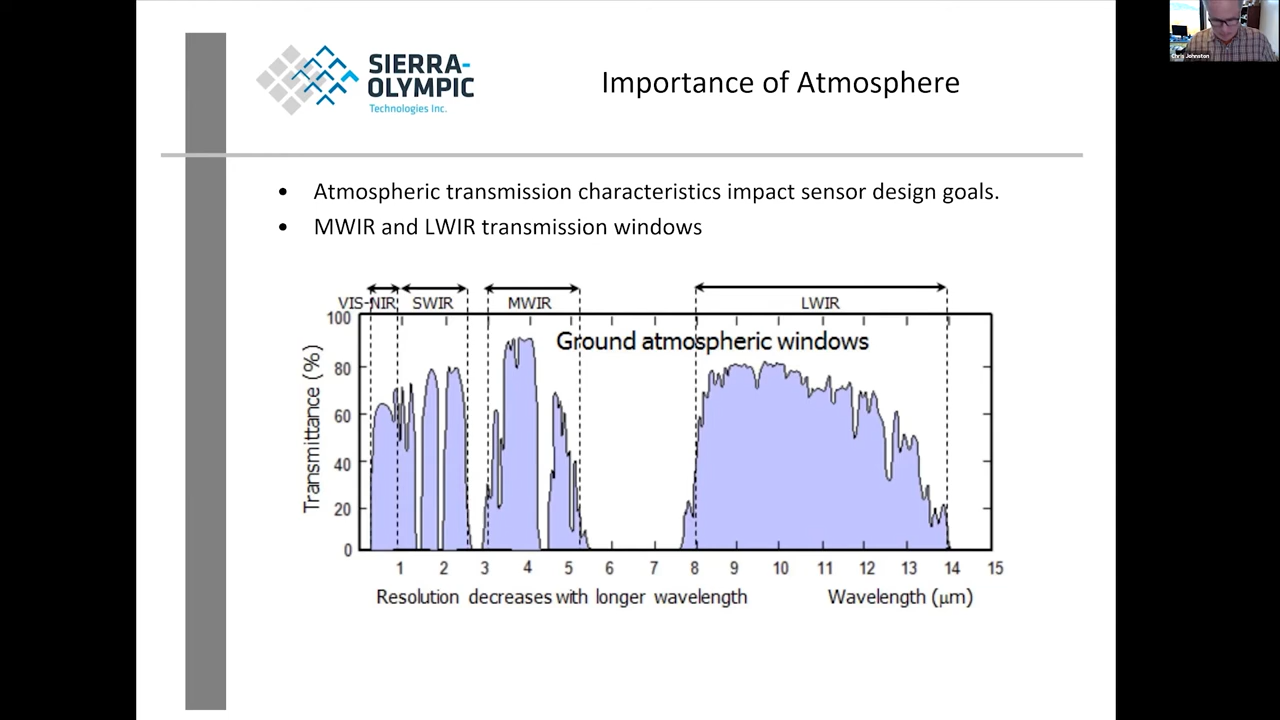 SIERRA-
OLYMPIC
Technologies Inc.
Importance of Atmosphere
Chris Johnston
• Atmospheric transmission characteristics impact sensor design goals.
• MWIR and LWIR transmission windows
VIS-NIR SWIR MWIR LWIR
Ground atmospheric windows
Transmittance (%)
100
80
60
40
20
0
1 2 3 4 5 6 7 8 9 10 11 12 13 14 15
Resolution decreases with longer wavelength Wavelength (μm)